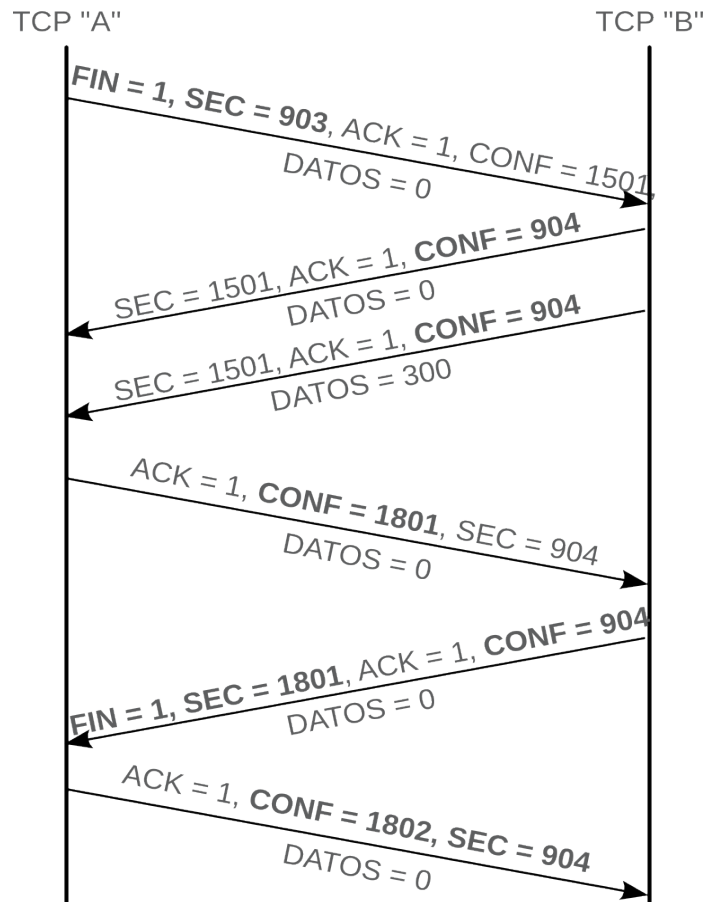 TCP "A"
TCP "B"
FIN = 1, SEC = 903, ACK = 1, CONF = 1501,
DATOS = 0
SEC = 1501, ACK = 1, CONF = 904
DATOS = 0
SEC = 1501, ACK = 1, CONF = 904
DATOS = 300
ACK = 1, CONF = 1801, SEC = 904
DATOS = 0
FIN = 1, SEC = 1801, ACK = 1, CONF = 904
DATOS = 0
ACK = 1, CONF = 1802, SEC = 904
DATOS = 0